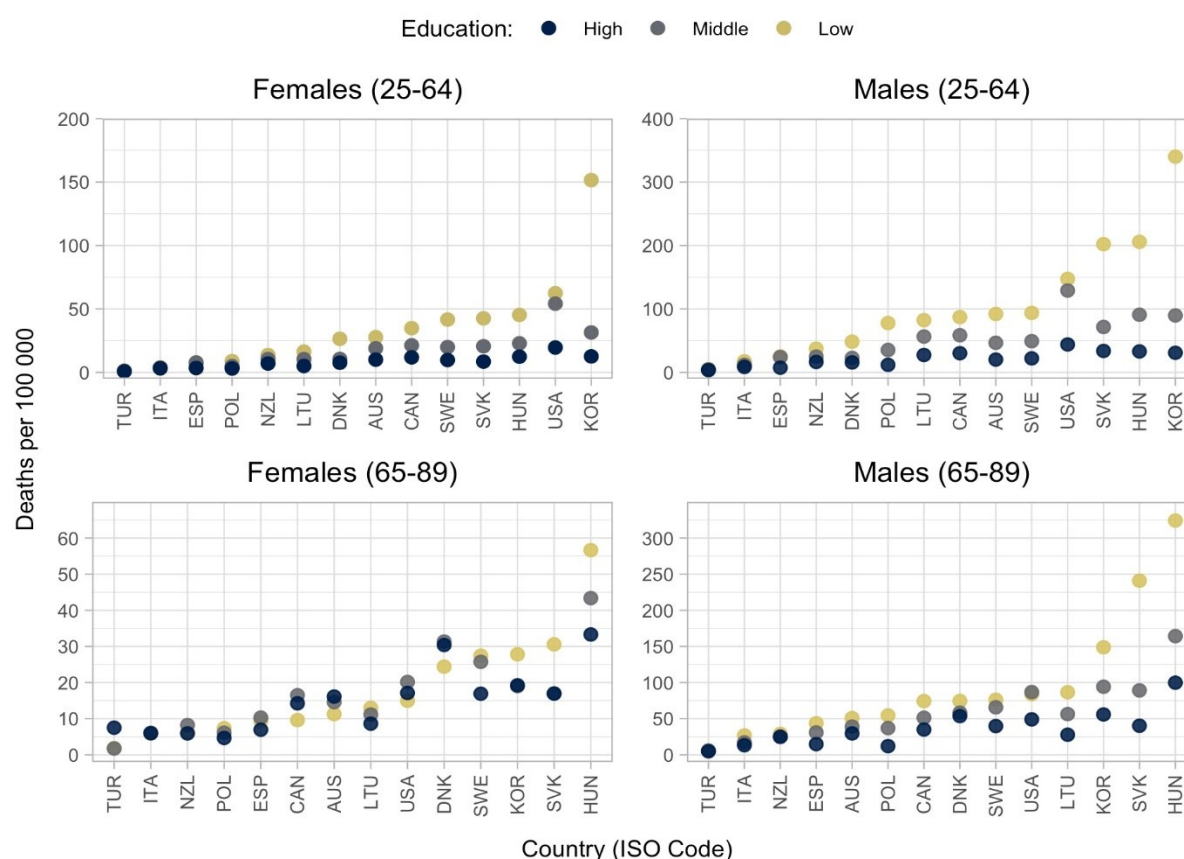 Education: High Middle Low
Females (25-64) Males (25-64)
200
150
100
50
0
400
300
200
100
0
TUR ITA ESP POL NZL LTU DNK AUS CAN SWE SVK HUN USA KOR
TUR ITA ESP NZL DNK POL LTU CAN AUS SWE USA SVK HUN KOR
Deaths per 100 000
Females (65-89) Males (65-89)
60
50
40
30
20
10
0
300
250
200
150
100
50
0
TUR ITA NZL POL ESP CAN AUS LTU USA DNK SWE KOR SVK HUN
TUR ITA NZL ESP AUS POL CAN DNK SWE USA LTU KOR SVK HUN
Country (ISO Code)